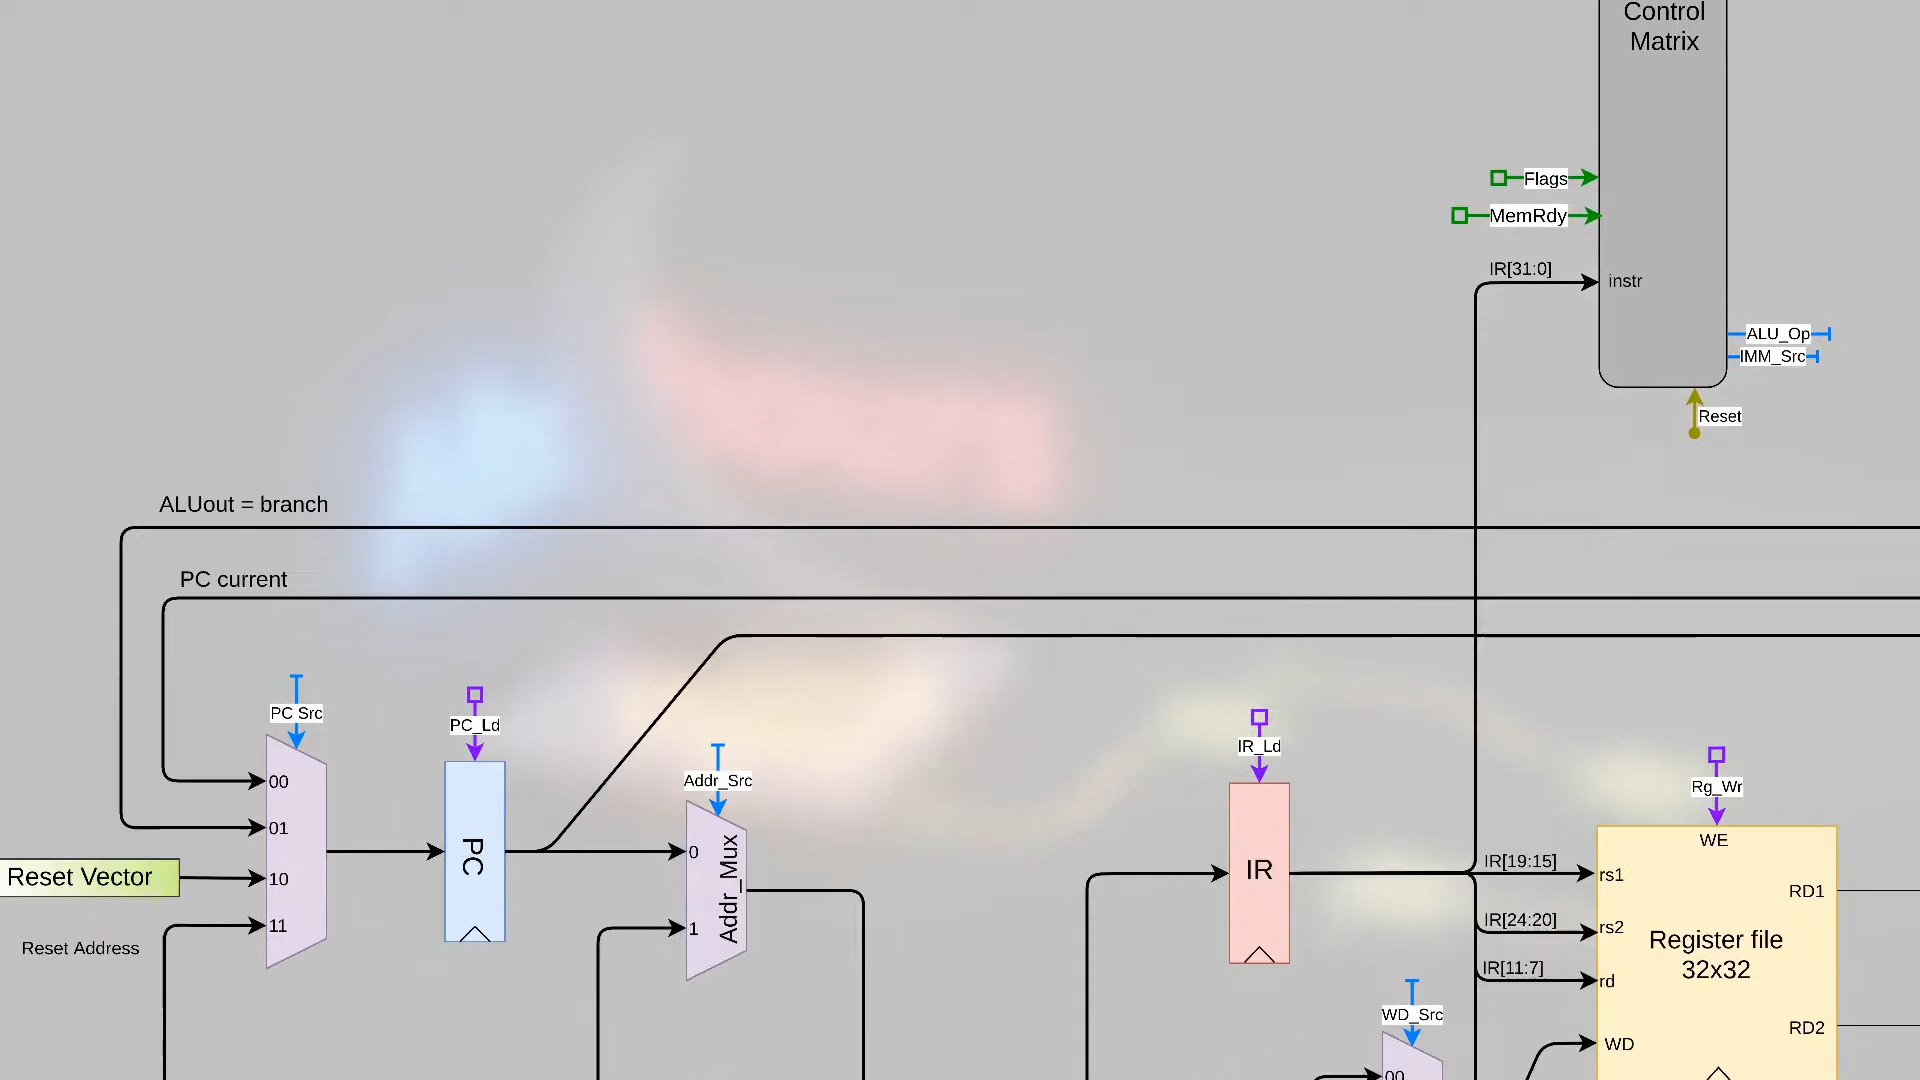 Control
Matrix
Flags
MemRdy
IR[31:0]
instr
ALU_Op
IMM_Src
Reset
ALUout = branch
PC current
PC Src
PC_Ld
IR_Ld
Addr_Src
Rg_Wr
00
01
10
11
Reset Vector
Reset Address
PC
0
1
Addr_Mux
IR
IR[19:15]
IR[24:20]
IR[11:7]
WE
rs1
rs2
rd
WD
RD1
RD2
Register file
32x32
WD_Src
00